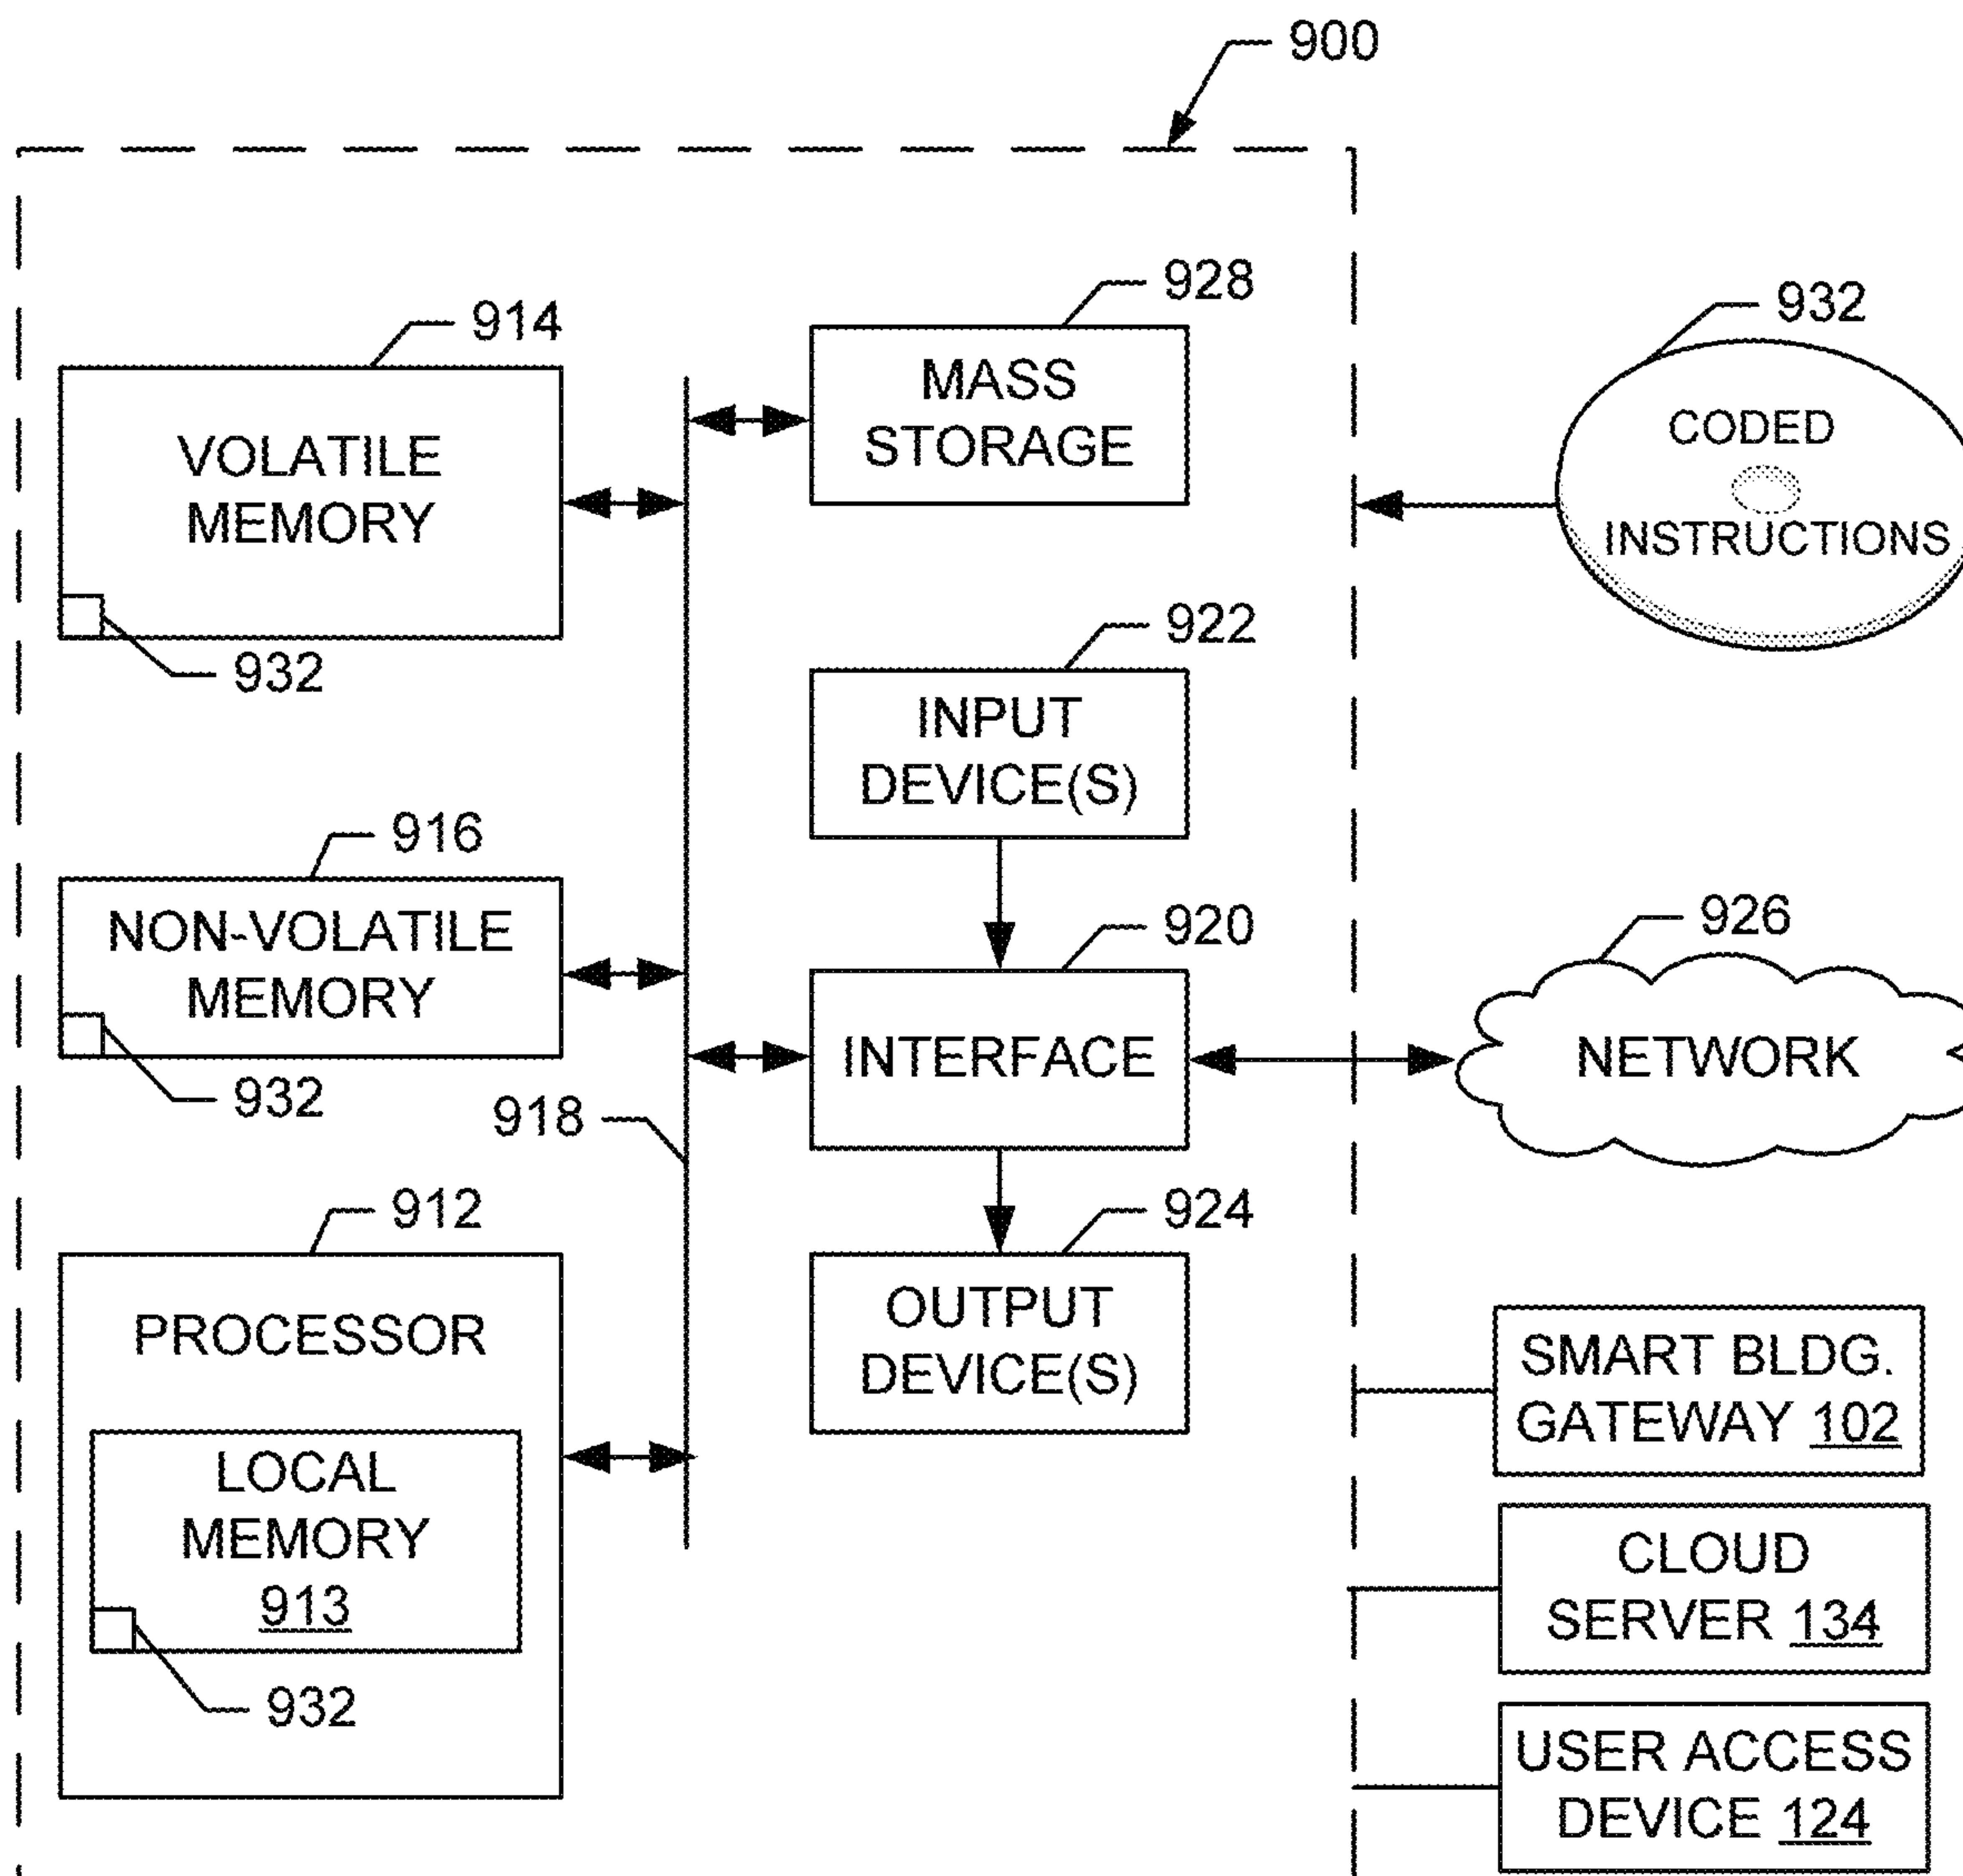 900
928
914
MASS
STORAGE
932
CODED
INSTRUCTIONS
VOLATILE
MEMORY
932
922
INPUT
DEVICE(S)
916
NON-VOLATILE
MEMORY
932
920
INTERFACE
926
NETWORK
918
912
PROCESSOR
LOCAL
MEMORY
913
932
924
OUTPUT
DEVICE(S)
SMART BLDG.
GATEWAY 102
CLOUD
SERVER 134
USER ACCESS
DEVICE 124